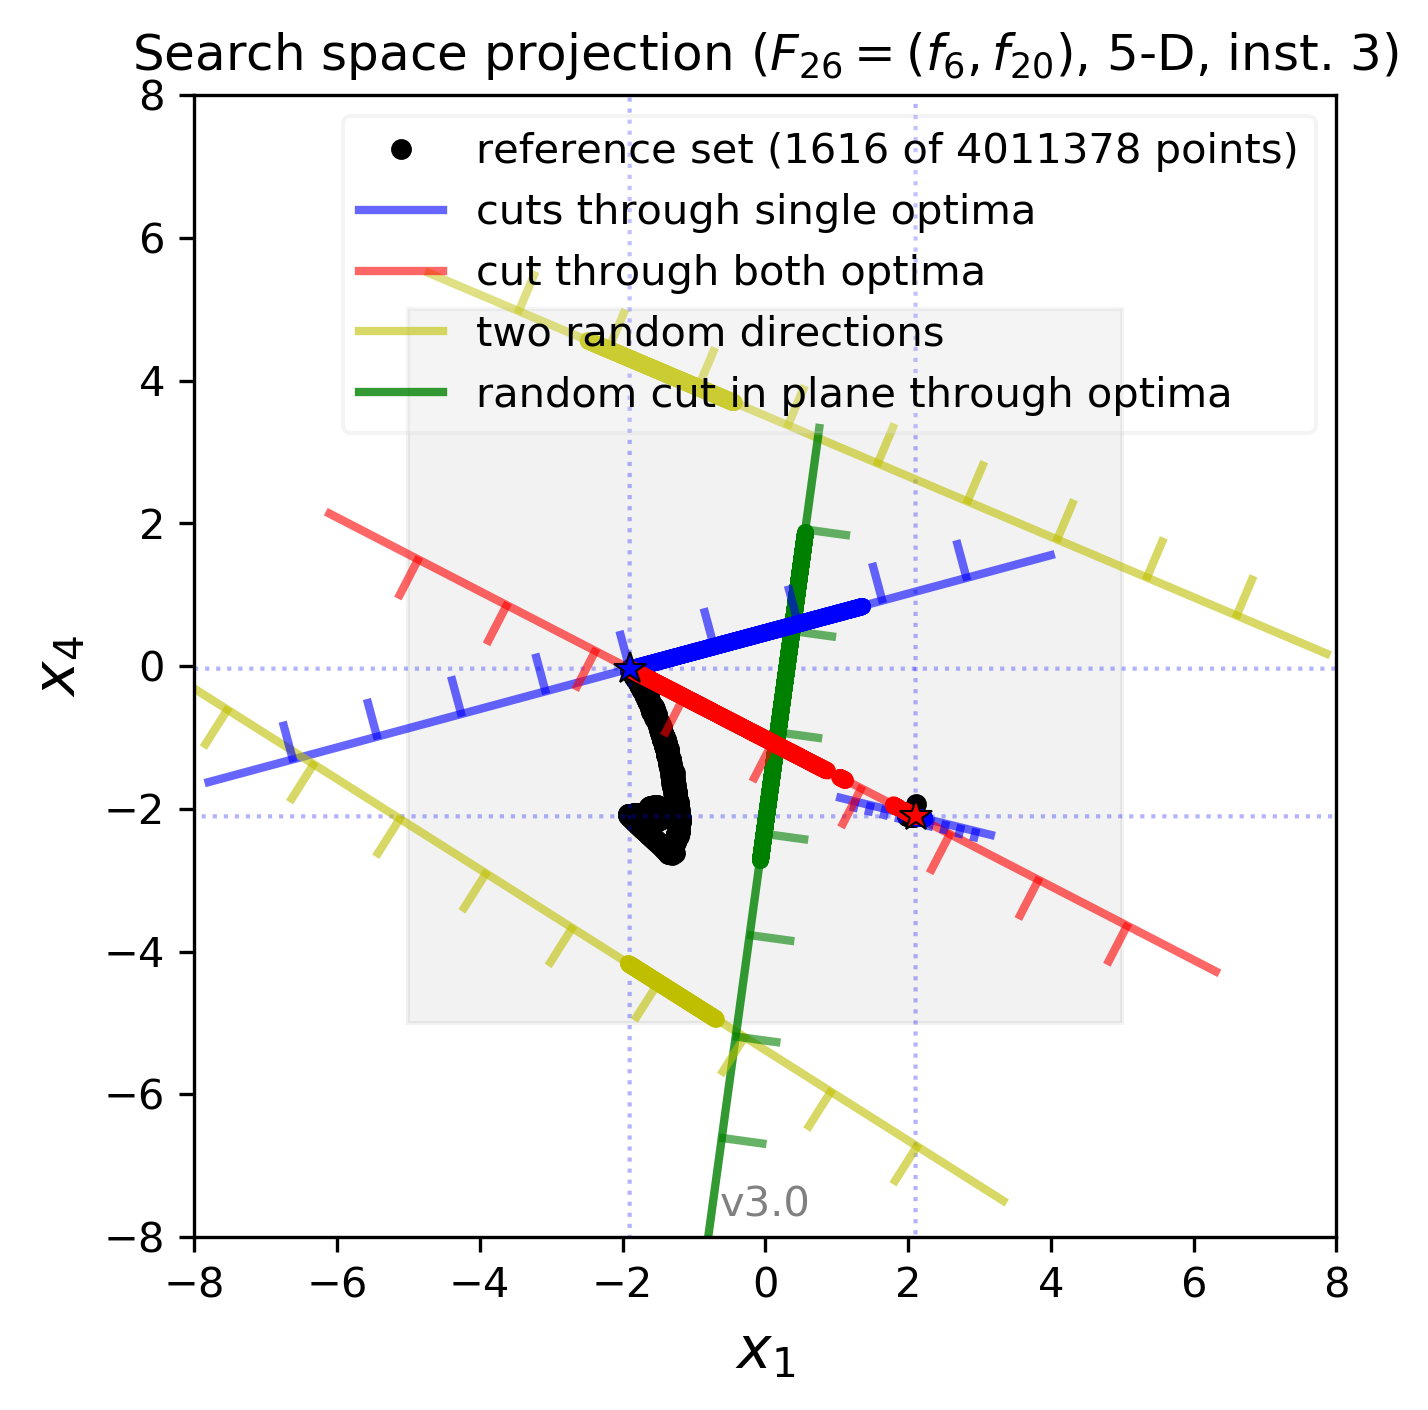 Search space projection (F₂₆ = (f₆, f₂₀), 5-D, inst. 3)
reference set (1616 of 4011378 points)
cuts through single optima
cut through both optima
two random directions
random cut in plane through optima
8
6
4
2
0
−2
−4
−6
−8
x₄
v3.0
−8 −6 −4 −2 0 2 4 6 8
x₁